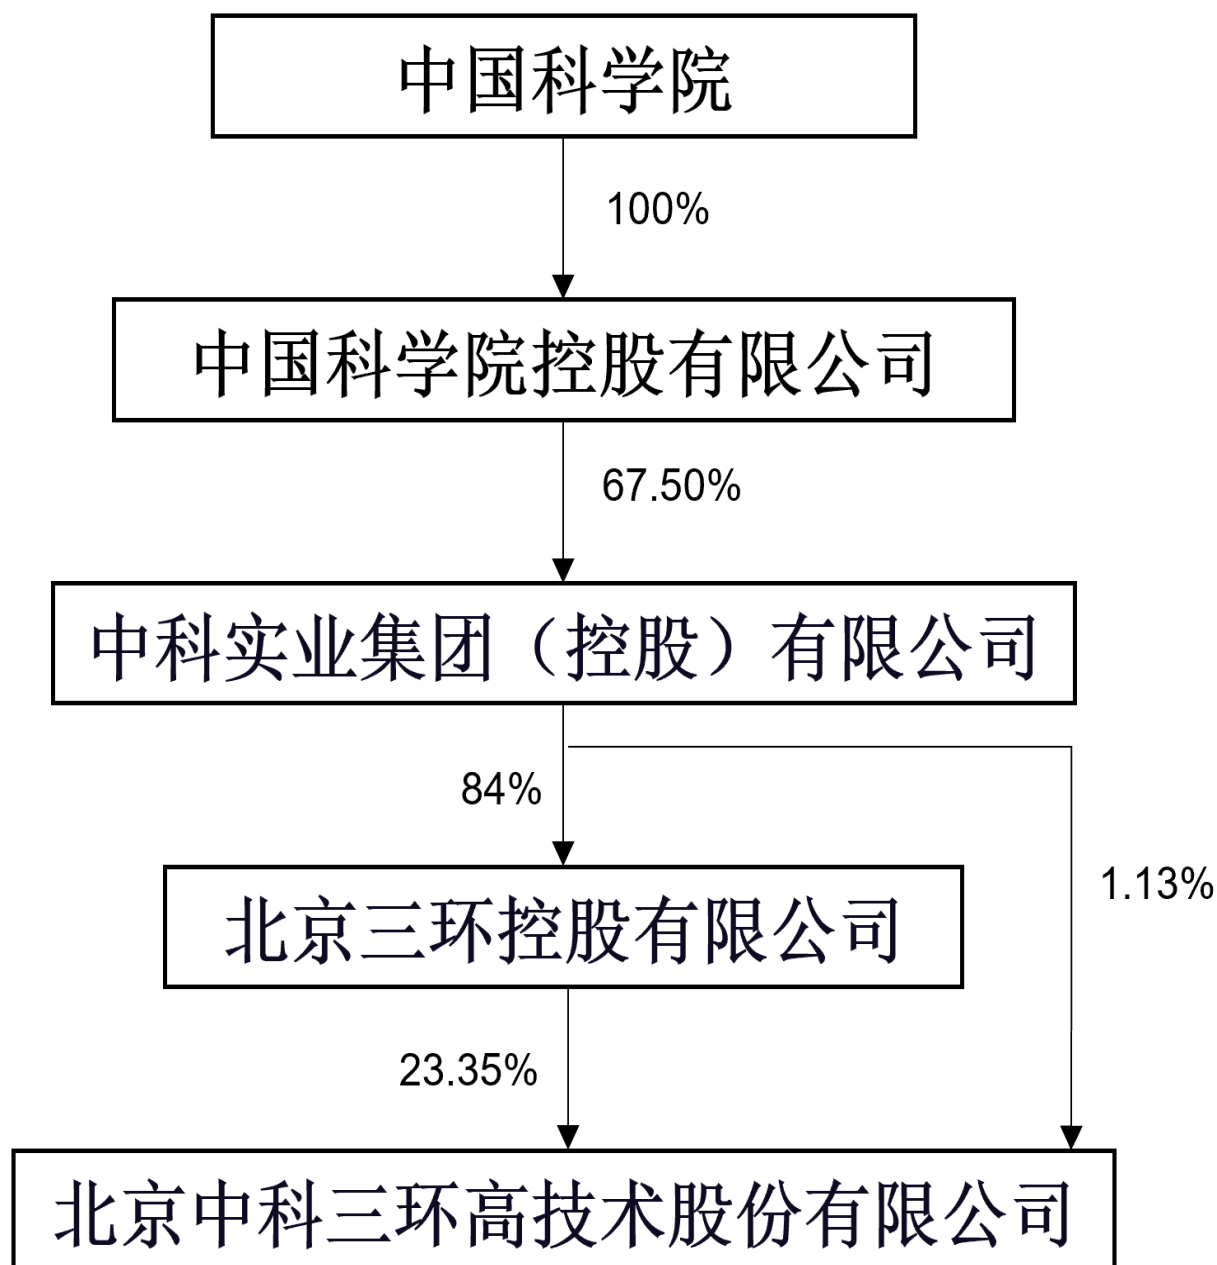 中国科学院
100%
中国科学院控股有限公司
67.50%
中科实业集团（控股）有限公司
84%
1.13%
北京三环控股有限公司
23.35%
北京中科三环高技术股份有限公司